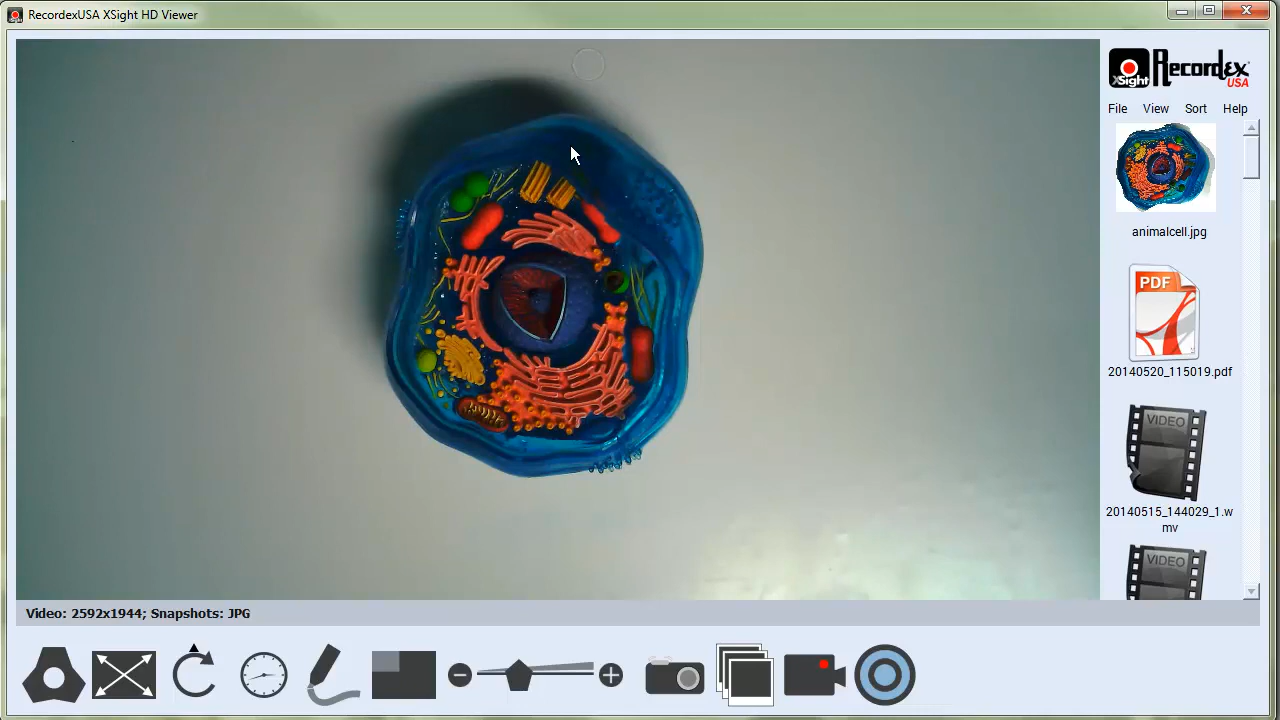 RecordexUSA XSight HD Viewer
XSight
RecordEX
USA
File View Sort Help
animalcell.jpg
PDF
20140520_115019.pdf
VIDEO
20140515_144029_1.w
mv
VIDEO
Video: 2592x1944; Snapshots: JPG